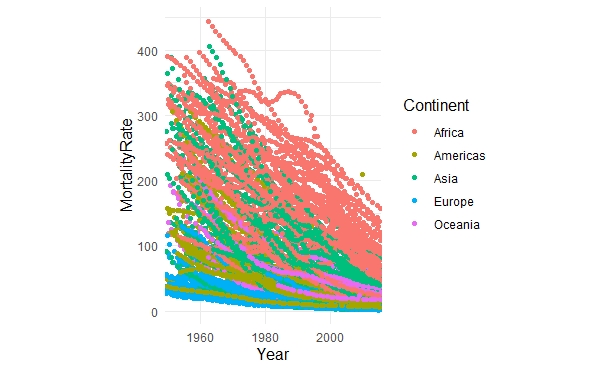 MortalityRate
400
300
200
100
0
1960
1980
2000
Year
Continent
Africa
Americas
Asia
Europe
Oceania